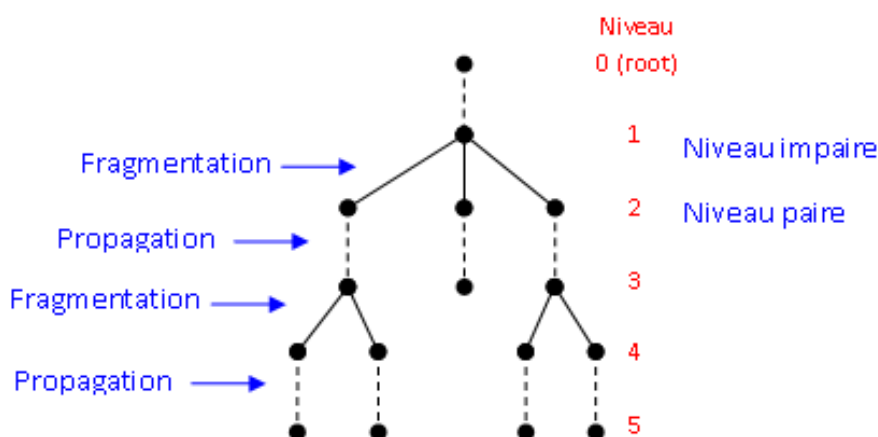 Niveau
0 (root)
1
Niveau impaire
Fragmentation
2
Niveau paire
Propagation
3
Fragmentation
4
Propagation
5